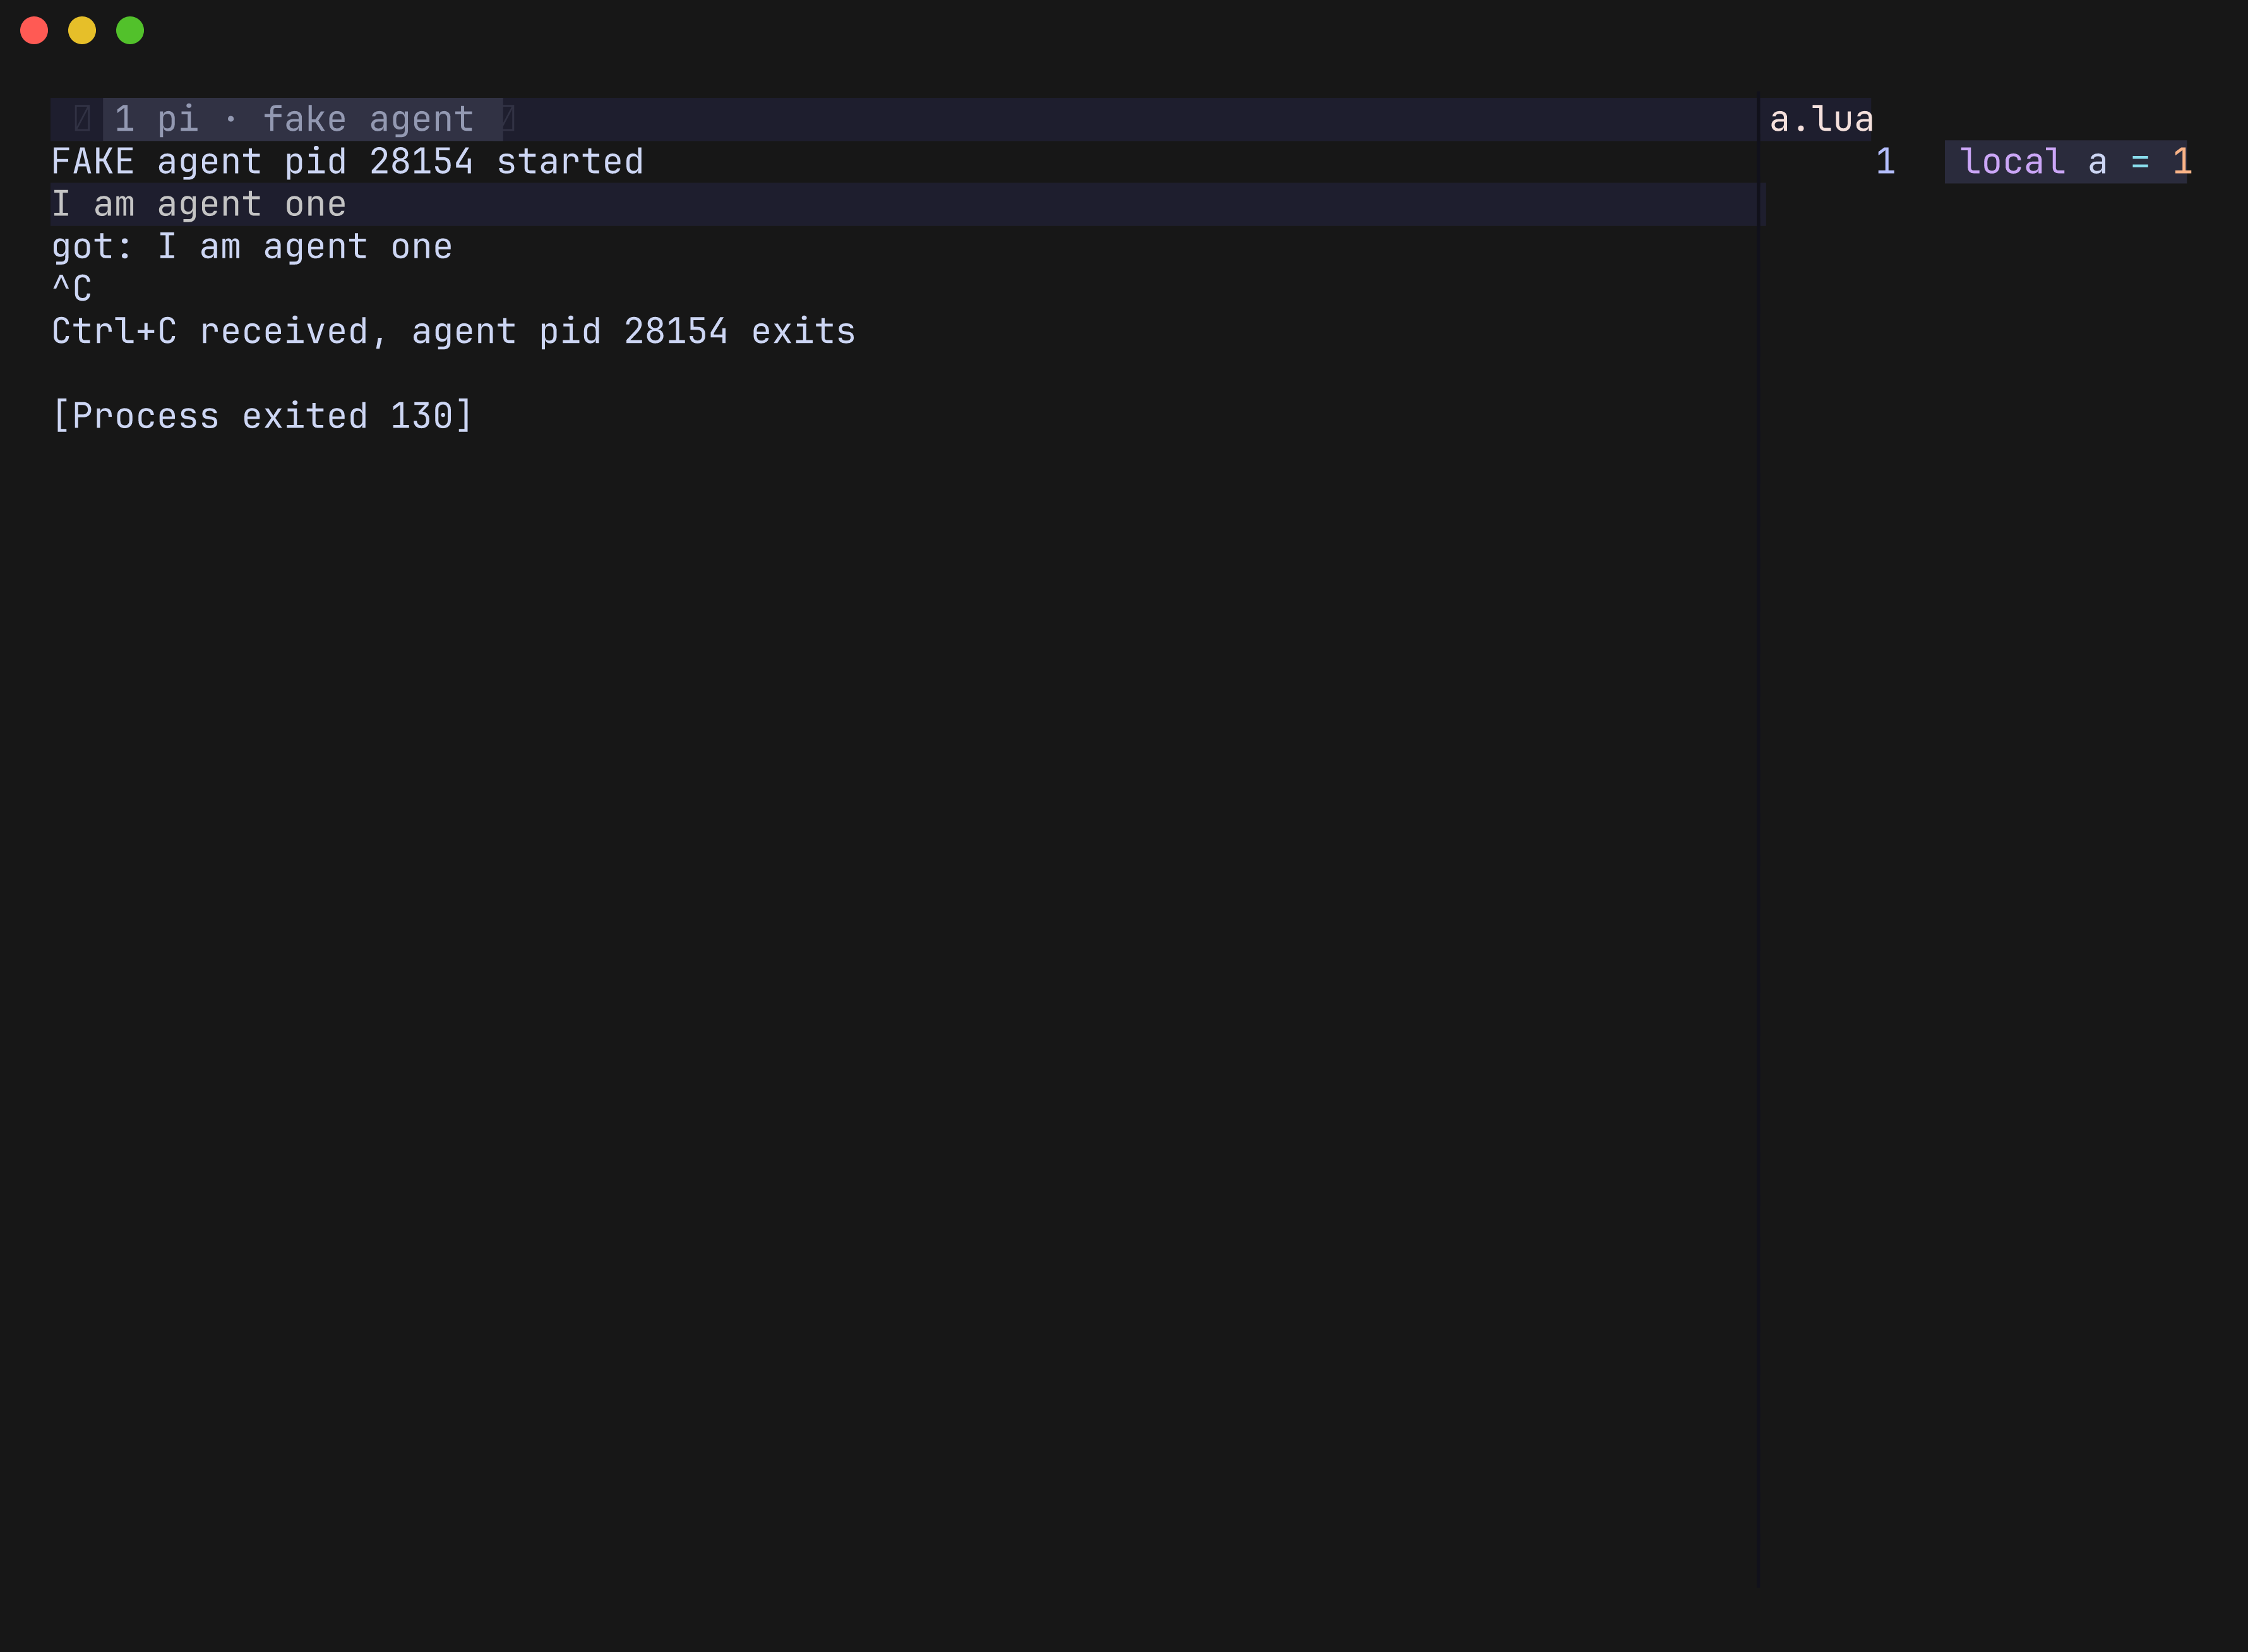 1 pi · fake agent
FAKE agent pid 28154 started
I am agent one
got: I am agent one
^C
Ctrl+C received, agent pid 28154 exits
[Process exited 130]
a.lua
1 local a = 1